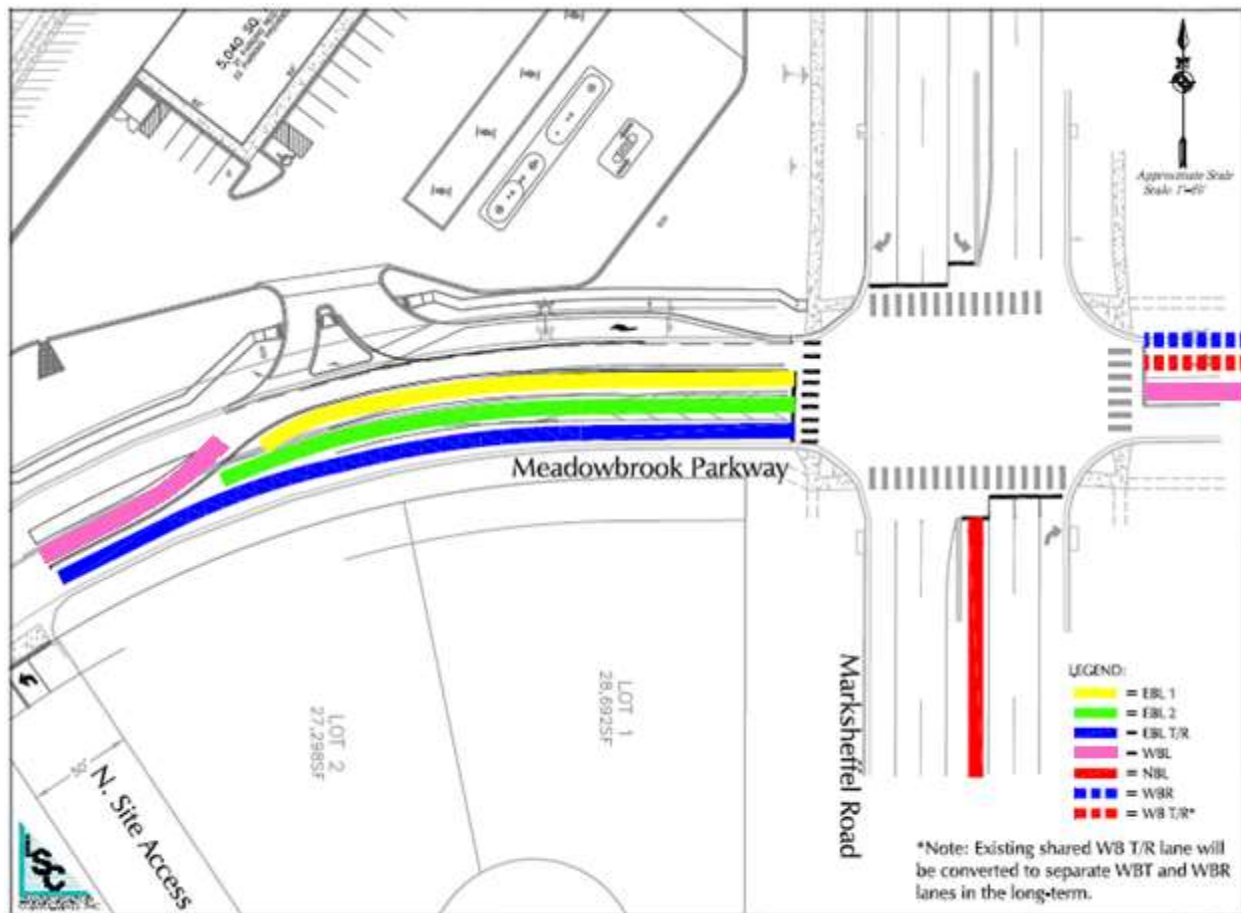 5,040 SQ.
Approximate Scale
Scale: 1"=60'
Meadowbrook Parkway
Marksheffel Road
N. Site Access
LOT 1
28,692SF
LOT 2
27,298SF
LEGEND:
= EBL 1
= EBL 2
= EBL T/R
= WBL
= NBL
= WBR
= WB T/R*
*Note: Existing shared WB T/R lane will
be converted to separate WBT and WBR
lanes in the long-term.
LSC